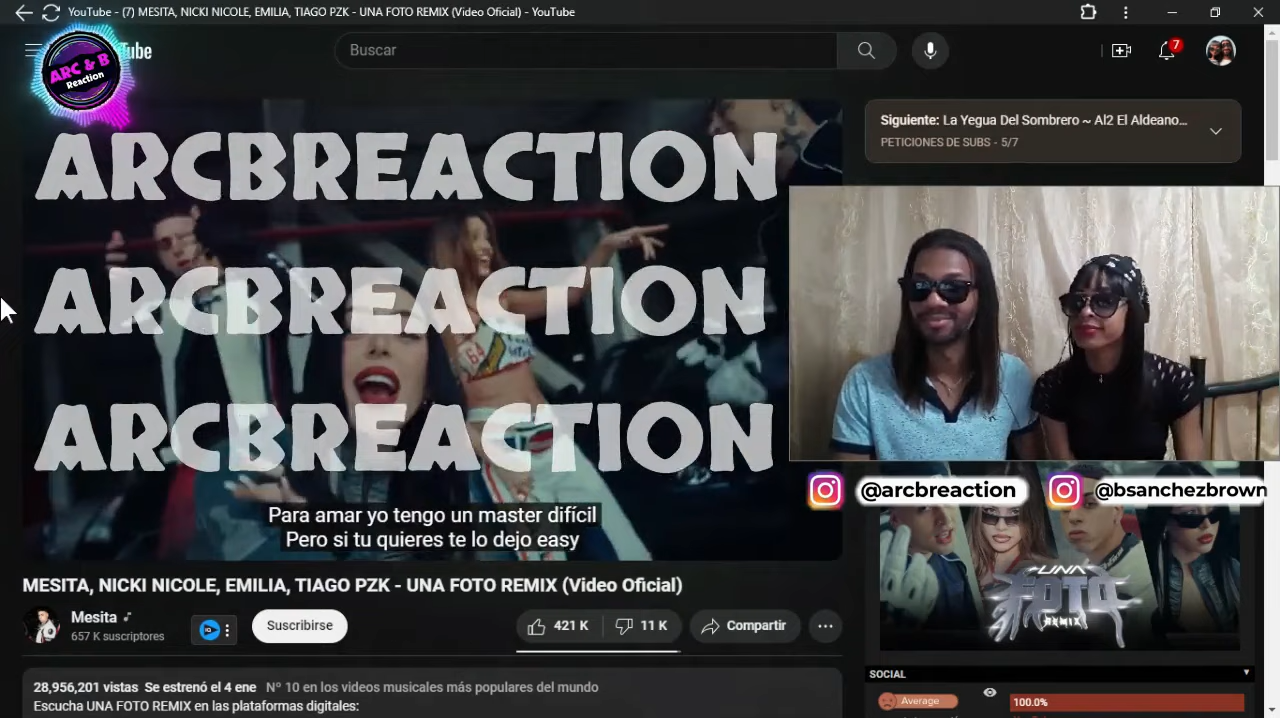 YouTube - (7) MESITA, NICKI NICOLE, EMILIA, TIAGO PZK - UNA FOTO REMIX (Video Oficial) - YouTube
ARC & B
Reaction
Tube
Buscar
7
ARCBREACTION
ARCBREACTION
ARCBREACTION
64
Para amar yo tengo un master difícil
Pero si tu quieres te lo dejo easy
Siguiente: La Yegua Del Sombrero ~ Al2 El Aldeano...
PETICIONES DE SUBS - 5/7
@arcbreaction
@bsanchezbrown
MESITA, NICKI NICOLE, EMILIA, TIAGO PZK - UNA FOTO REMIX (Video Oficial)
Mesita
657 K suscriptores
Suscribirse
421 K
11 K
Compartir
UNA
FOTO
REMIX
28,956,201 vistas Se estrenó el 4 ene Nº 10 en los videos musicales más populares del mundo
Escucha UNA FOTO REMIX en las plataformas digitales:
SOCIAL
Average
100.0%